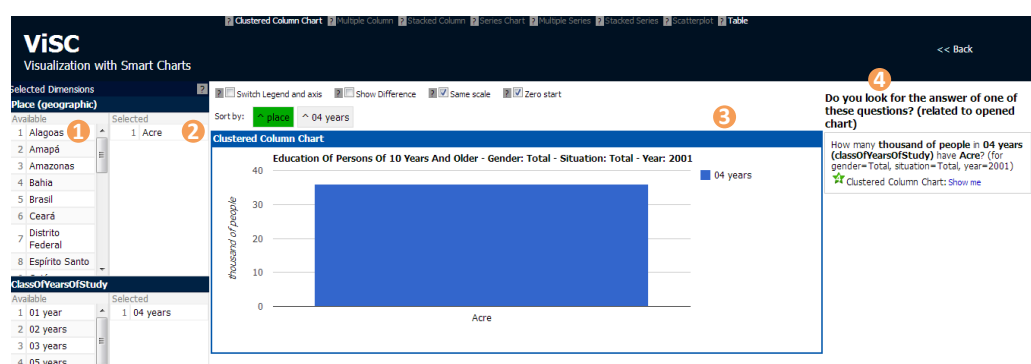 ? Clustered Column Chart ? Multiple Column ? Stacked Column ? Series Chart ? Multiple Series ? Stacked Series ? Scatterplot ? Table
ViSC
Visualization with Smart Charts
<< Back
Selected Dimensions ?
Place (geographic)
Available Selected
1 Alagoas
2 Amapá
3 Amazonas
4 Bahia
5 Brasil
6 Ceará
7 Distrito Federal
8 Espírito Santo
1 Acre
1
2
ClassOfYearsOfStudy
Available Selected
1 01 year
2 02 years
3 03 years
4 05 years
1 04 years
? Switch Legend and axis ? Show Difference ? Same scale ? Zero start
Sort by: ^ place ^ 04 years
3
Clustered Column Chart
Education Of Persons Of 10 Years And Older - Gender: Total - Situation: Total - Year: 2001
40
30
20
10
0
thousand of people
Acre
04 years
4
Do you look for the answer of one of
these questions? (related to opened
chart)
How many thousand of people in 04 years
(classOfYearsOfStudy) have Acre? (for
gender=Total, situation=Total, year=2001)
Clustered Column Chart: Show me